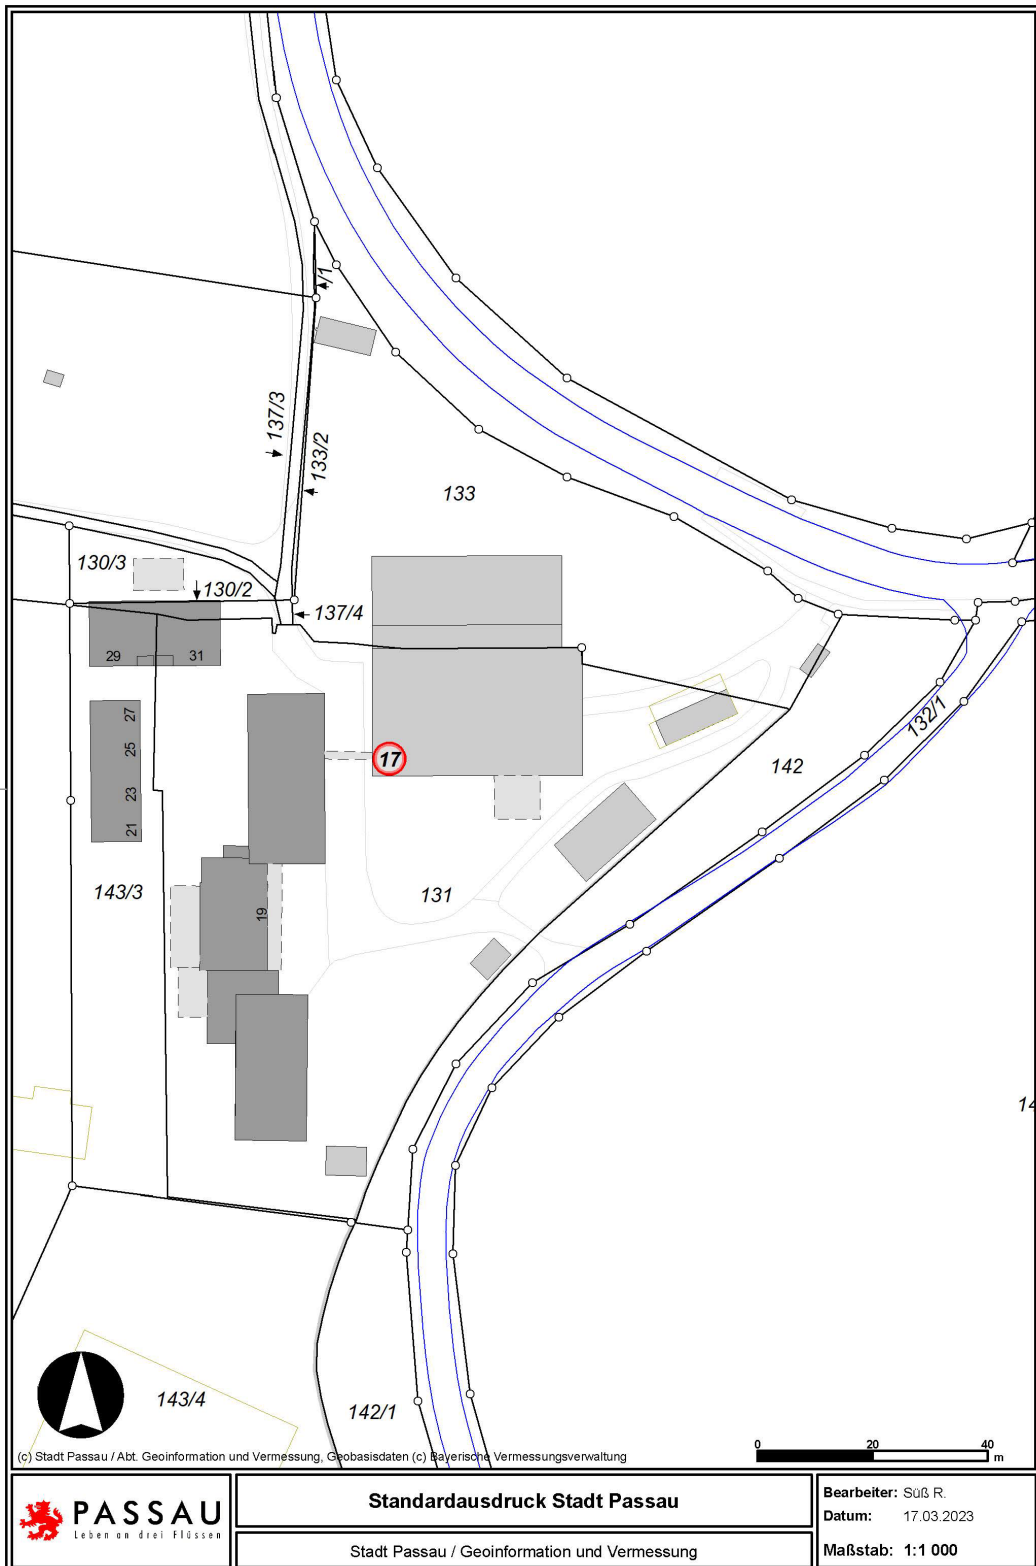 /1
137/3
133/2
133
130/3
130/2
137/4
29
31
27
25
23
21
17
132/1
142
143/3
131
19
14
143/4
142/1
0
20
40
m
(c) Stadt Passau / Abt. Geoinformation und Vermessung, Geobasisdaten (c) Bayerische Vermessungsverwaltung
PASSAU
Leben an drei Flüssen
Standardausdruck Stadt Passau
Stadt Passau / Geoinformation und Vermessung
Bearbeiter: Süß R.
Datum: 17.03.2023
Maßstab: 1:1 000